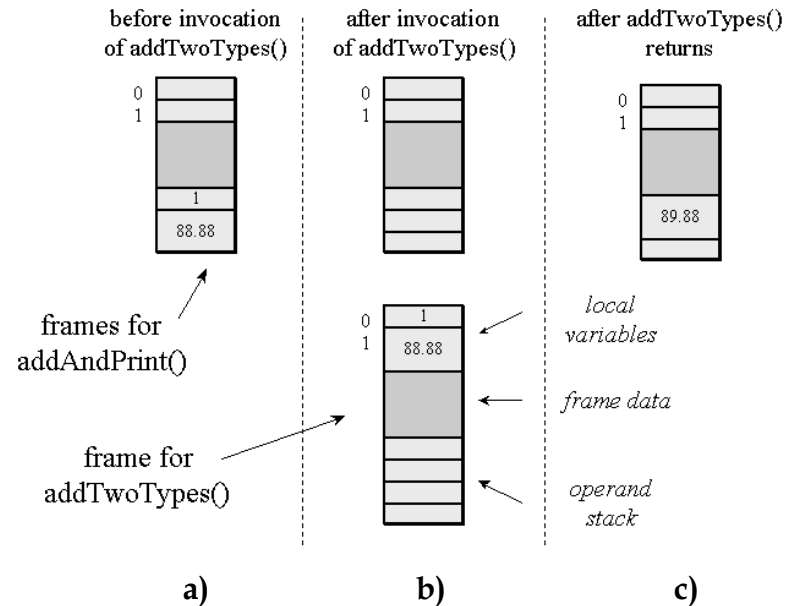 before invocation
of addTwoTypes()
after invocation
of addTwoTypes()
after addTwoTypes()
returns
0
1
1
88.88
0
1
0
1
89.88
frames for
addAndPrint()
0
1
1
88.88
local
variables
frame data
frame for
addTwoTypes()
operand
stack
a)
b)
c)